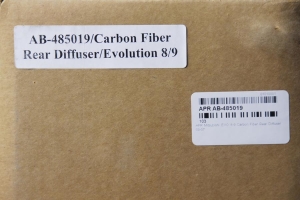 AB-485019/Carbon Fiber
Rear Diffuser/Evolution 8/9
APR AB-485019